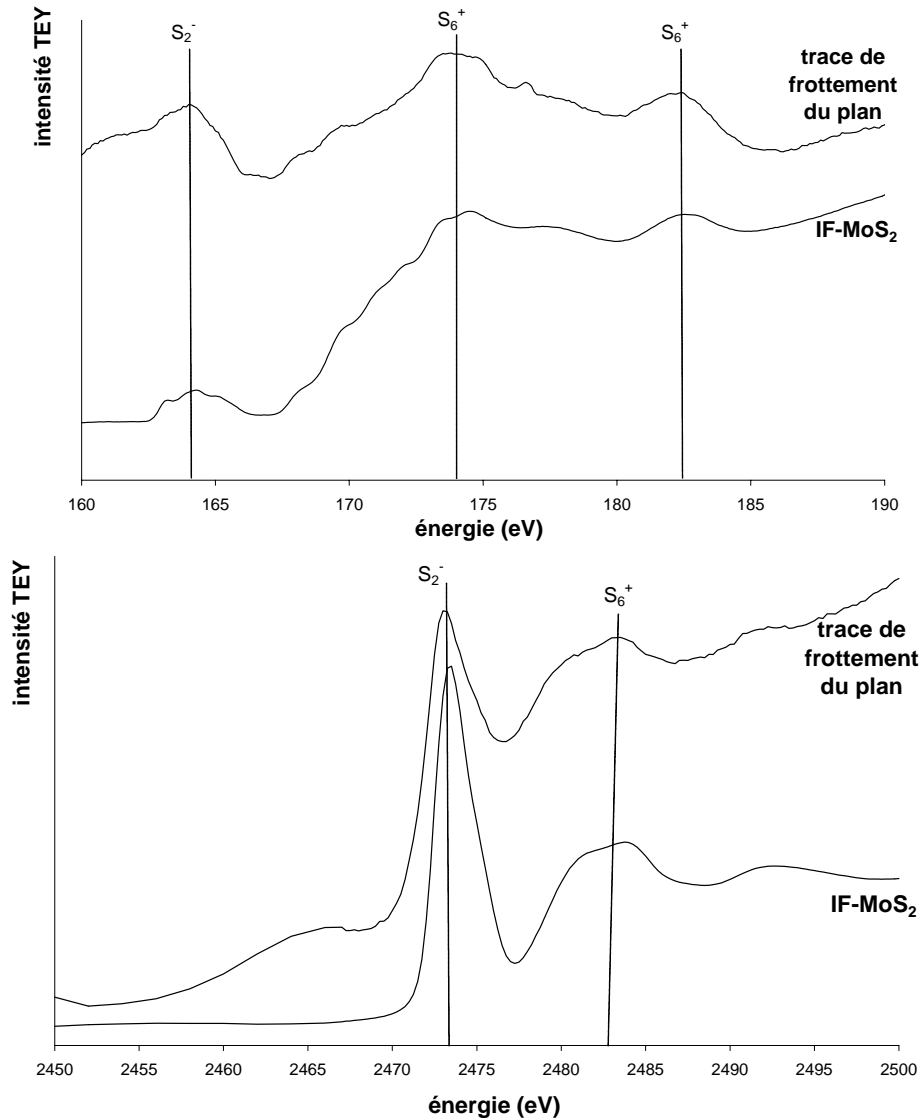 intensité TEY
S₂⁻
S₆⁺
S₆⁺
trace de
frottement
du plan
IF-MoS₂
160 165 170 175 180 185 190
énergie (eV)
intensité TEY
S₂⁻
S₆⁺
trace de
frottement
du plan
IF-MoS₂
2450 2455 2460 2465 2470 2475 2480 2485 2490 2495 2500
énergie (eV)